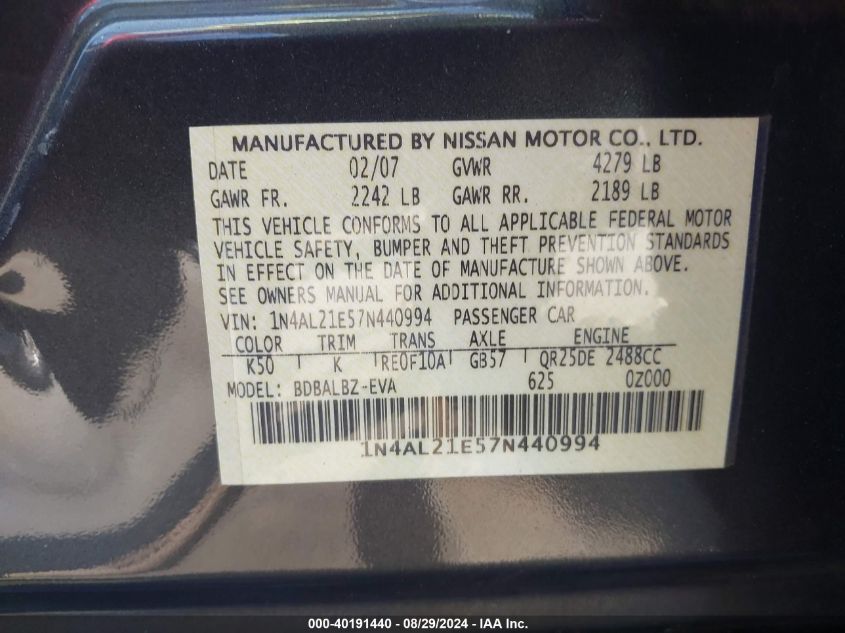 MANUFACTURED BY NISSAN MOTOR CO., LTD.
DATE 02/07 GVWR 4279 LB
GAWR FR. 2242 LB GAWR RR. 2189 LB
THIS VEHICLE CONFORMS TO ALL APPLICABLE FEDERAL MOTOR
VEHICLE SAFETY, BUMPER AND THEFT PREVENTION STANDARDS
IN EFFECT ON THE DATE OF MANUFACTURE SHOWN ABOVE.
SEE OWNERS MANUAL FOR ADDITIONAL INFORMATION.
VIN: 1N4AL21E57N440994 PASSENGER CAR
COLOR TRIM TRANS AXLE ENGINE
K50 K RE0F10A GB57 QR25DE 2488CC
MODEL: BDBALBZ-EVA 625 0Z000
1N4AL21E57N440994
000-40191440 - 08/29/2024 - IAA Inc.